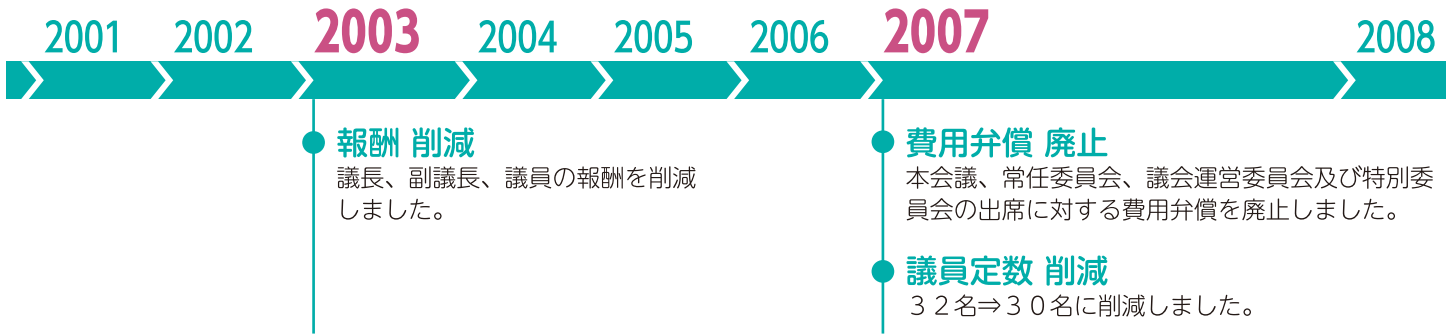 2001 2002 2003 2004 2005 2006 2007 2008
報酬 削減
議長、副議長、議員の報酬を削減
しました。
費用弁償 廃止
本会議、常任委員会、議会運営委員会及び特別委
員会の出席に対する費用弁償を廃止しました。
議員定数 削減
３２名⇒３０名に削減しました。